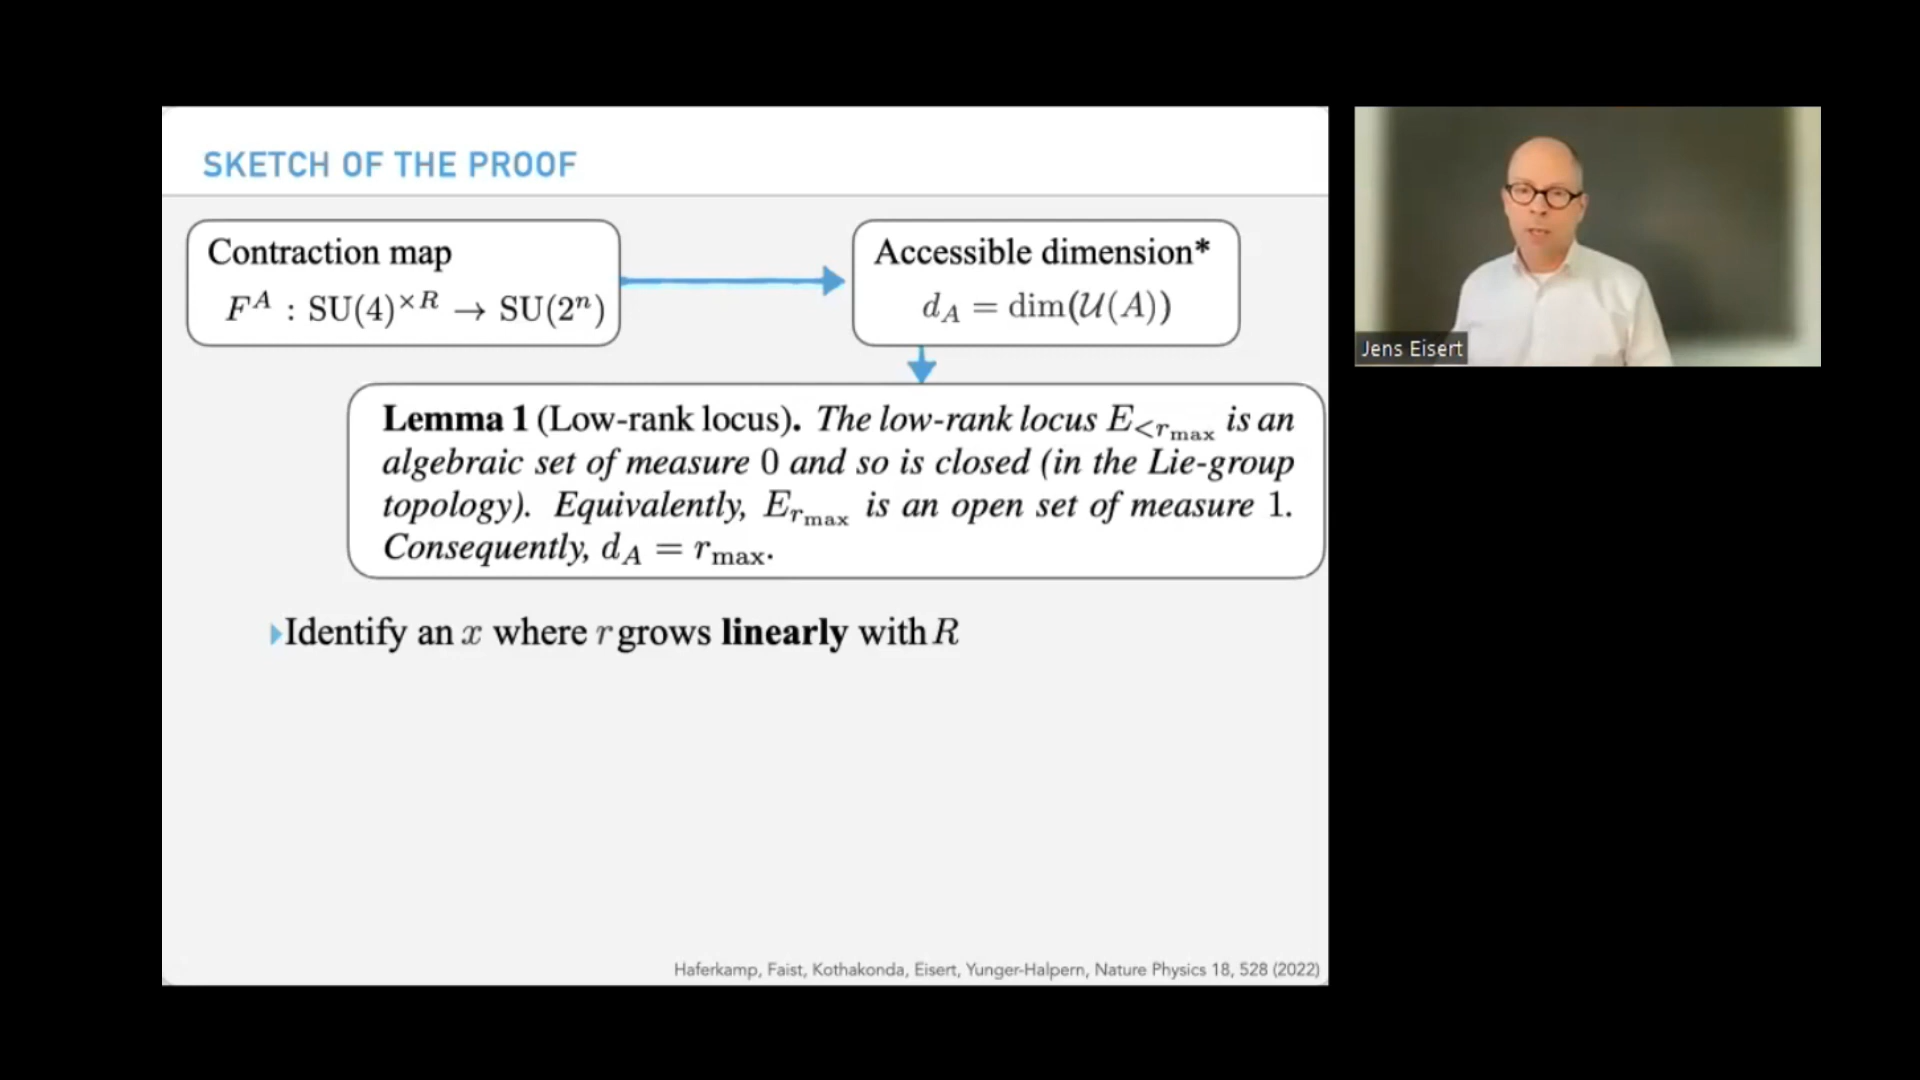 SKETCH OF THE PROOF
Contraction map
F^A : SU(4)^{×R} → SU(2^n)
Accessible dimension*
d_A = dim(𝒰(A))
Lemma 1 (Low-rank locus). The low-rank locus E_{<r_max} is an
algebraic set of measure 0 and so is closed (in the Lie-group
topology). Equivalently, E_{r_max} is an open set of measure 1.
Consequently, d_A = r_max.
Identify an x where r grows linearly with R
Haferkamp, Faist, Kothakonda, Eisert, Yunger-Halpern, Nature Physics 18, 528 (2022)
Jens Eisert